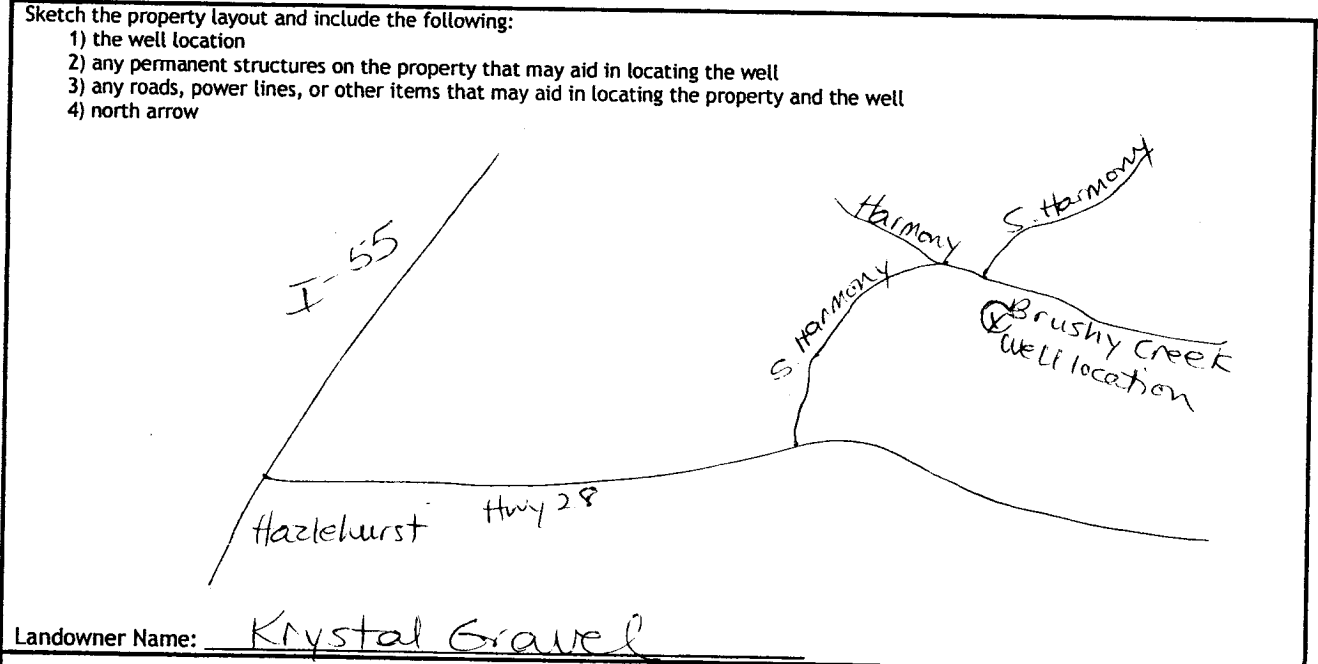 Sketch the property layout and include the following:
1) the well location
2) any permanent structures on the property that may aid in locating the well
3) any roads, power lines, or other items that may aid in locating the property and the well
4) north arrow
I-55
Harmony
S. Harmony
S. Harmony
Brushy Creek
Well location
Hazlehurst
Hwy 28
Landowner Name: Krystal Gravel